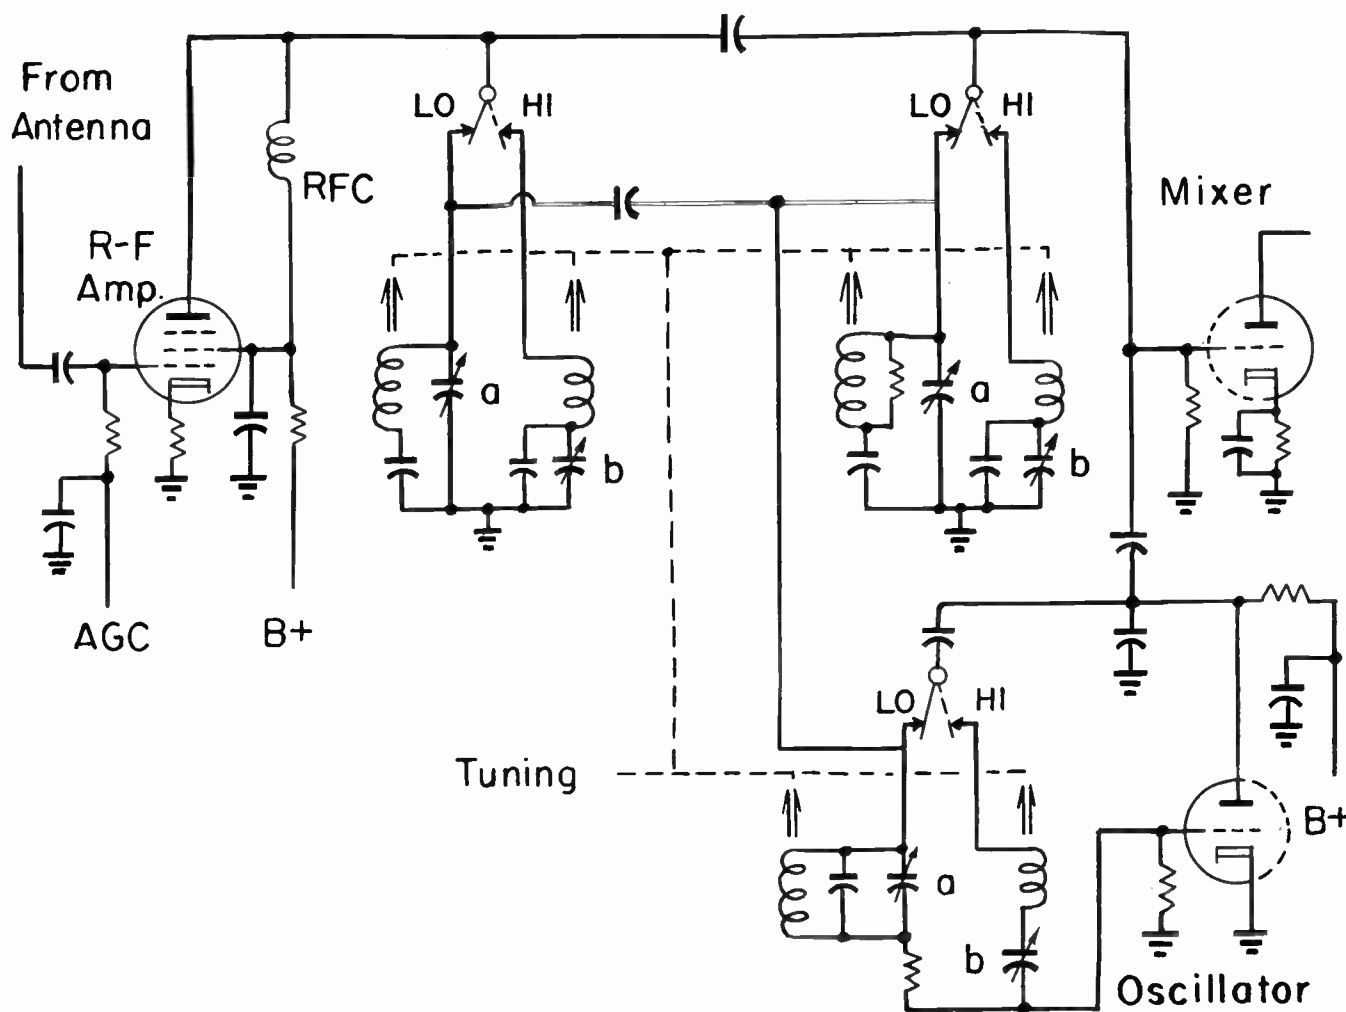 From
Antenna
LO HI
LO HI
RFC
Mixer
R-F
Amp.
a
a
b
b
AGC
B+
LO HI
Tuning
B+
a
b
Oscillator